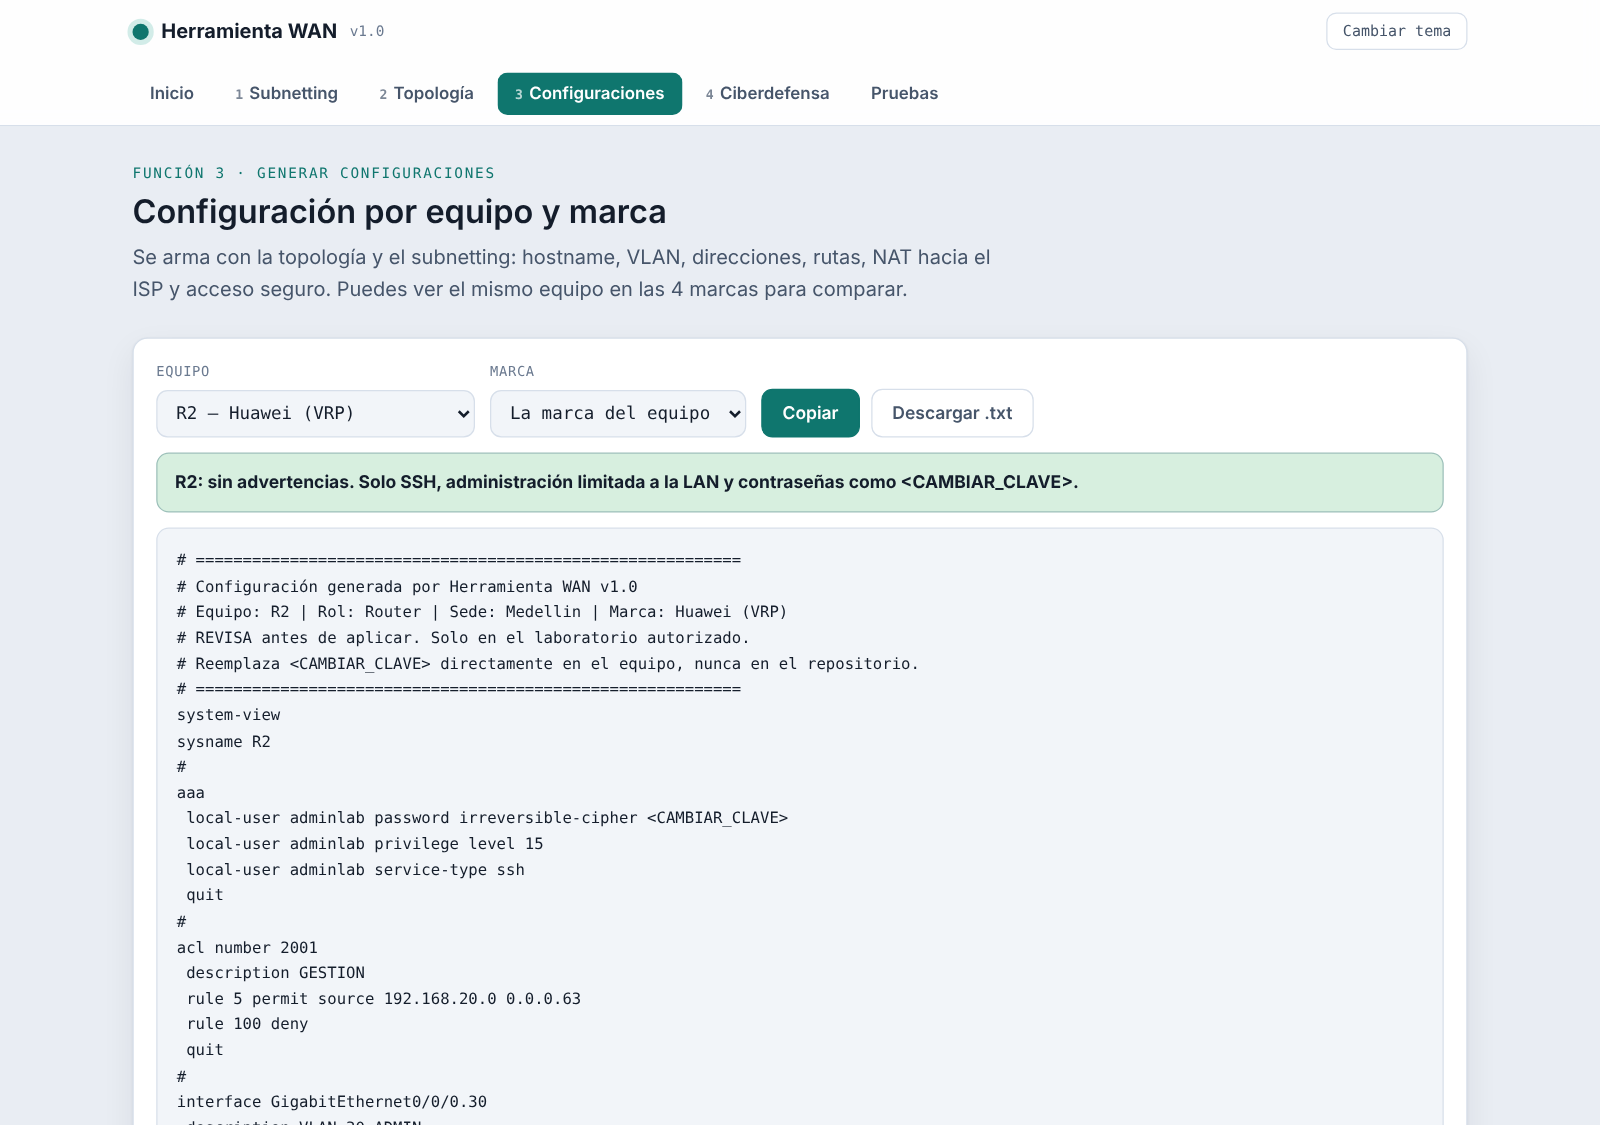 Herramienta WAN v1.0
Cambiar tema
Inicio
1 Subnetting
2 Topología
3 Configuraciones
4 Ciberdefensa
Pruebas
FUNCIÓN 3 · GENERAR CONFIGURACIONES
Configuración por equipo y marca
Se arma con la topología y el subnetting: hostname, VLAN, direcciones, rutas, NAT hacia el
ISP y acceso seguro. Puedes ver el mismo equipo en las 4 marcas para comparar.
EQUIPO
R2 — Huawei (VRP)
MARCA
La marca del equipo
Copiar
Descargar .txt
R2: sin advertencias. Solo SSH, administración limitada a la LAN y contraseñas como <CAMBIAR_CLAVE>.
# ==========================================================
# Configuración generada por Herramienta WAN v1.0
# Equipo: R2 | Rol: Router | Sede: Medellin | Marca: Huawei (VRP)
# REVISA antes de aplicar. Solo en el laboratorio autorizado.
# Reemplaza <CAMBIAR_CLAVE> directamente en el equipo, nunca en el repositorio.
# ==========================================================
system-view
sysname R2
#
aaa
 local-user adminlab password irreversible-cipher <CAMBIAR_CLAVE>
 local-user adminlab privilege level 15
 local-user adminlab service-type ssh
 quit
#
acl number 2001
 description GESTION
 rule 5 permit source 192.168.20.0 0.0.0.63
 rule 100 deny
 quit
#
interface GigabitEthernet0/0/0.30
 description VLAN 30 ADMIN